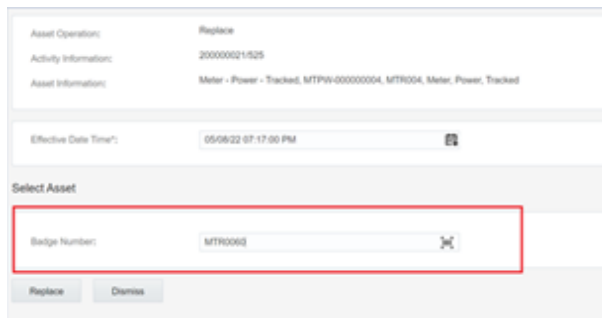 Asset Operation: Replace
Activity Information: 200000021/525
Asset Information: Meter - Power - Tracked, MTPW-000000004, MTR004, Meter, Power, Tracked
Effective Date Time*: 05/08/22 07:17:00 PM
Select Asset
Badge Number: MTR0060
Replace Dismiss